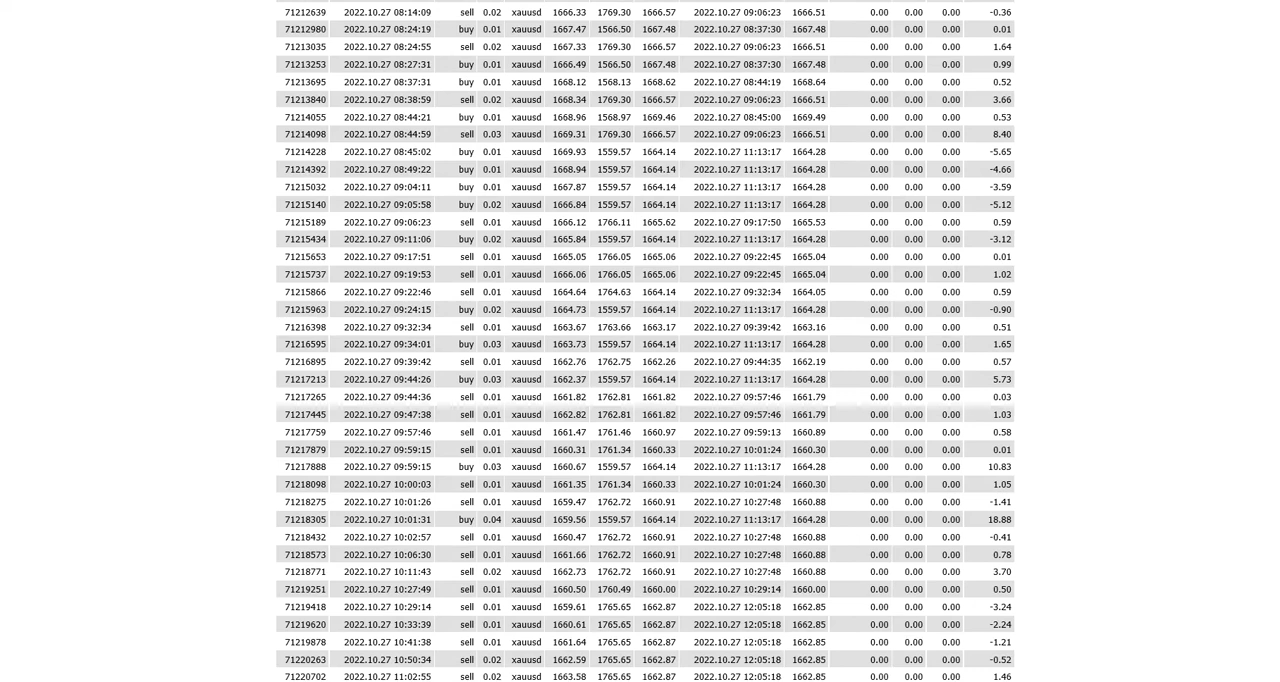 71212639 2022.10.27 08:14:09 sell 0.02 xauusd 1666.33 1769.30 1666.57 2022.10.27 09:06:23 1666.51 0.00 0.00 0.00 -0.36
71212980 2022.10.27 08:24:19 buy 0.01 xauusd 1667.47 1566.50 1667.48 2022.10.27 08:37:30 1667.48 0.00 0.00 0.00 0.01
71213035 2022.10.27 08:24:55 sell 0.02 xauusd 1667.33 1769.30 1666.57 2022.10.27 09:06:23 1666.51 0.00 0.00 0.00 1.64
71213253 2022.10.27 08:27:31 buy 0.01 xauusd 1666.49 1566.50 1667.48 2022.10.27 08:37:30 1667.48 0.00 0.00 0.00 0.99
71213695 2022.10.27 08:37:31 buy 0.01 xauusd 1668.12 1568.13 1668.62 2022.10.27 08:44:19 1668.64 0.00 0.00 0.00 0.52
71213840 2022.10.27 08:38:59 sell 0.02 xauusd 1668.34 1769.30 1666.57 2022.10.27 09:06:23 1666.51 0.00 0.00 0.00 3.66
71214055 2022.10.27 08:44:21 buy 0.01 xauusd 1668.96 1568.97 1669.46 2022.10.27 08:45:00 1669.49 0.00 0.00 0.00 0.53
71214098 2022.10.27 08:44:59 sell 0.03 xauusd 1669.31 1769.30 1666.57 2022.10.27 09:06:23 1666.51 0.00 0.00 0.00 8.40
71214228 2022.10.27 08:45:02 buy 0.01 xauusd 1669.93 1559.57 1664.14 2022.10.27 11:13:17 1664.28 0.00 0.00 0.00 -5.65
71214392 2022.10.27 08:49:22 buy 0.01 xauusd 1668.94 1559.57 1664.14 2022.10.27 11:13:17 1664.28 0.00 0.00 0.00 -4.66
71215032 2022.10.27 09:04:11 buy 0.01 xauusd 1667.87 1559.57 1664.14 2022.10.27 11:13:17 1664.28 0.00 0.00 0.00 -3.59
71215140 2022.10.27 09:05:58 buy 0.02 xauusd 1666.84 1559.57 1664.14 2022.10.27 11:13:17 1664.28 0.00 0.00 0.00 -5.12
71215189 2022.10.27 09:06:23 sell 0.01 xauusd 1666.12 1766.11 1665.62 2022.10.27 09:17:50 1665.53 0.00 0.00 0.00 0.59
71215434 2022.10.27 09:11:06 buy 0.02 xauusd 1665.84 1559.57 1664.14 2022.10.27 11:13:17 1664.28 0.00 0.00 0.00 -3.12
71215653 2022.10.27 09:17:51 sell 0.01 xauusd 1665.05 1766.05 1665.06 2022.10.27 09:22:45 1665.04 0.00 0.00 0.00 0.01
71215737 2022.10.27 09:19:53 sell 0.01 xauusd 1666.06 1766.05 1665.06 2022.10.27 09:22:45 1665.04 0.00 0.00 0.00 1.02
71215866 2022.10.27 09:22:46 sell 0.01 xauusd 1664.64 1764.63 1664.14 2022.10.27 09:32:34 1664.05 0.00 0.00 0.00 0.59
71215963 2022.10.27 09:24:15 buy 0.02 xauusd 1664.73 1559.57 1664.14 2022.10.27 11:13:17 1664.28 0.00 0.00 0.00 -0.90
71216398 2022.10.27 09:32:34 sell 0.01 xauusd 1663.67 1763.66 1663.17 2022.10.27 09:39:42 1663.16 0.00 0.00 0.00 0.51
71216595 2022.10.27 09:34:01 buy 0.03 xauusd 1663.73 1559.57 1664.14 2022.10.27 11:13:17 1664.28 0.00 0.00 0.00 1.65
71216895 2022.10.27 09:39:42 sell 0.01 xauusd 1662.76 1762.75 1662.26 2022.10.27 09:44:35 1662.19 0.00 0.00 0.00 0.57
71217213 2022.10.27 09:44:26 buy 0.03 xauusd 1662.37 1559.57 1664.14 2022.10.27 11:13:17 1664.28 0.00 0.00 0.00 5.73
71217265 2022.10.27 09:44:36 sell 0.01 xauusd 1661.82 1762.81 1661.82 2022.10.27 09:57:46 1661.79 0.00 0.00 0.00 0.03
71217445 2022.10.27 09:47:38 sell 0.01 xauusd 1662.82 1762.81 1661.82 2022.10.27 09:57:46 1661.79 0.00 0.00 0.00 1.03
71217759 2022.10.27 09:57:46 sell 0.01 xauusd 1661.47 1761.46 1660.97 2022.10.27 09:59:13 1660.89 0.00 0.00 0.00 0.58
71217879 2022.10.27 09:59:15 sell 0.01 xauusd 1660.31 1761.34 1660.33 2022.10.27 10:01:24 1660.30 0.00 0.00 0.00 0.01
71217888 2022.10.27 09:59:15 buy 0.03 xauusd 1660.67 1559.57 1664.14 2022.10.27 11:13:17 1664.28 0.00 0.00 0.00 10.83
71218098 2022.10.27 10:00:03 sell 0.01 xauusd 1661.35 1761.34 1660.33 2022.10.27 10:01:24 1660.30 0.00 0.00 0.00 1.05
71218275 2022.10.27 10:01:26 sell 0.01 xauusd 1659.47 1762.72 1660.91 2022.10.27 10:27:48 1660.88 0.00 0.00 0.00 -1.41
71218305 2022.10.27 10:01:31 buy 0.04 xauusd 1659.56 1559.57 1664.14 2022.10.27 11:13:17 1664.28 0.00 0.00 0.00 18.88
71218432 2022.10.27 10:02:57 sell 0.01 xauusd 1660.47 1762.72 1660.91 2022.10.27 10:27:48 1660.88 0.00 0.00 0.00 -0.41
71218573 2022.10.27 10:06:30 sell 0.01 xauusd 1661.66 1762.72 1660.91 2022.10.27 10:27:48 1660.88 0.00 0.00 0.00 0.78
71218771 2022.10.27 10:11:43 sell 0.02 xauusd 1662.73 1762.72 1660.91 2022.10.27 10:27:48 1660.88 0.00 0.00 0.00 3.70
71219251 2022.10.27 10:27:49 sell 0.01 xauusd 1660.50 1760.49 1660.00 2022.10.27 10:29:14 1660.00 0.00 0.00 0.00 0.50
71219418 2022.10.27 10:29:14 sell 0.01 xauusd 1659.61 1765.65 1662.87 2022.10.27 12:05:18 1662.85 0.00 0.00 0.00 -3.24
71219620 2022.10.27 10:33:39 sell 0.01 xauusd 1660.61 1765.65 1662.87 2022.10.27 12:05:18 1662.85 0.00 0.00 0.00 -2.24
71219878 2022.10.27 10:41:38 sell 0.01 xauusd 1661.64 1765.65 1662.87 2022.10.27 12:05:18 1662.85 0.00 0.00 0.00 -1.21
71220263 2022.10.27 10:50:34 sell 0.02 xauusd 1662.59 1765.65 1662.87 2022.10.27 12:05:18 1662.85 0.00 0.00 0.00 -0.52
71220702 2022.10.27 11:02:55 sell 0.02 xauusd 1663.58 1765.65 1662.87 2022.10.27 12:05:18 1662.85 0.00 0.00 0.00 1.46